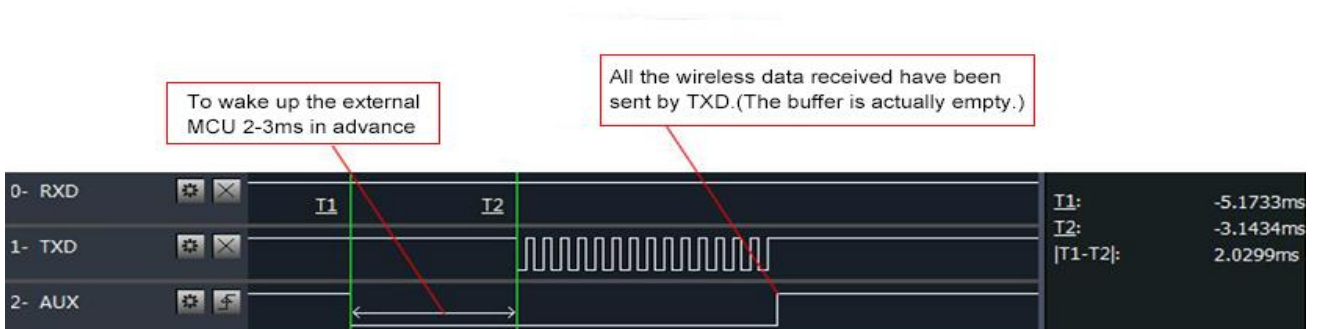 To wake up the external
MCU 2-3ms in advance
All the wireless data received have been
sent by TXD.(The buffer is actually empty.)
0- RXD
T1
T2
1- TXD
2- AUX
T1: -5.1733ms
T2: -3.1434ms
|T1-T2|: 2.0299ms